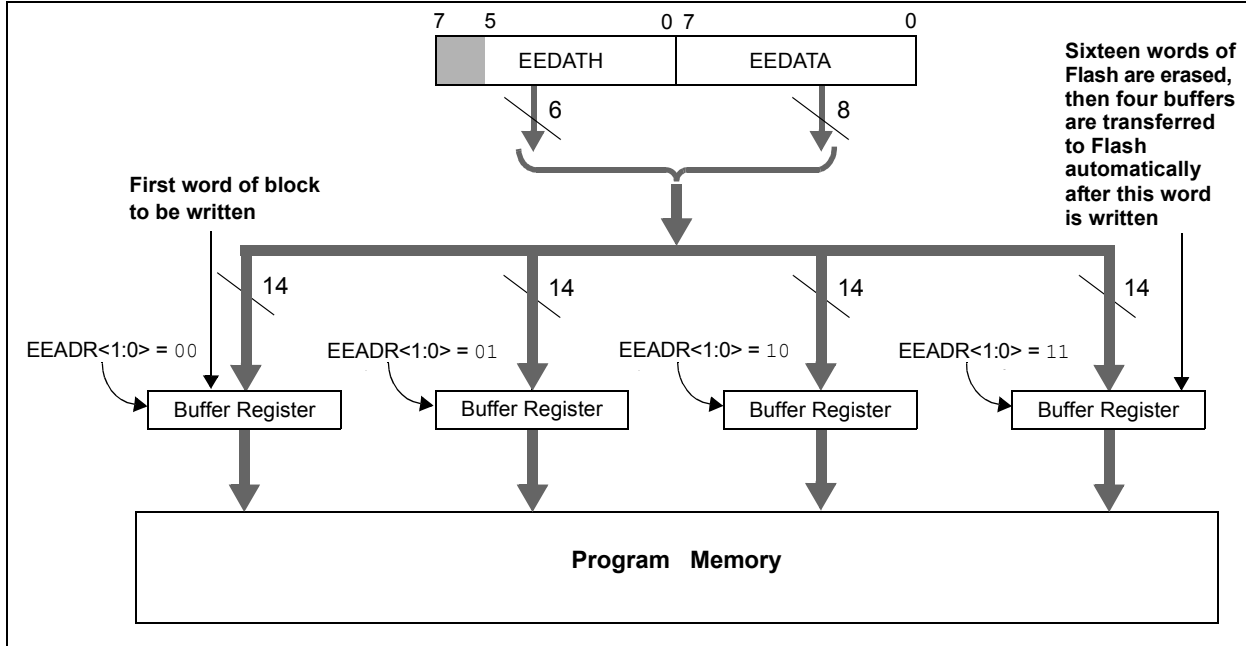 7 5 0 7 0
EEDATH EEDATA
6 8
Sixteen words of
Flash are erased,
then four buffers
are transferred
to Flash
automatically
after this word
is written
First word of block
to be written
14 14 14 14
EEADR<1:0> = 00
EEADR<1:0> = 01
EEADR<1:0> = 10
EEADR<1:0> = 11
Buffer Register
Buffer Register
Buffer Register
Buffer Register
Program Memory